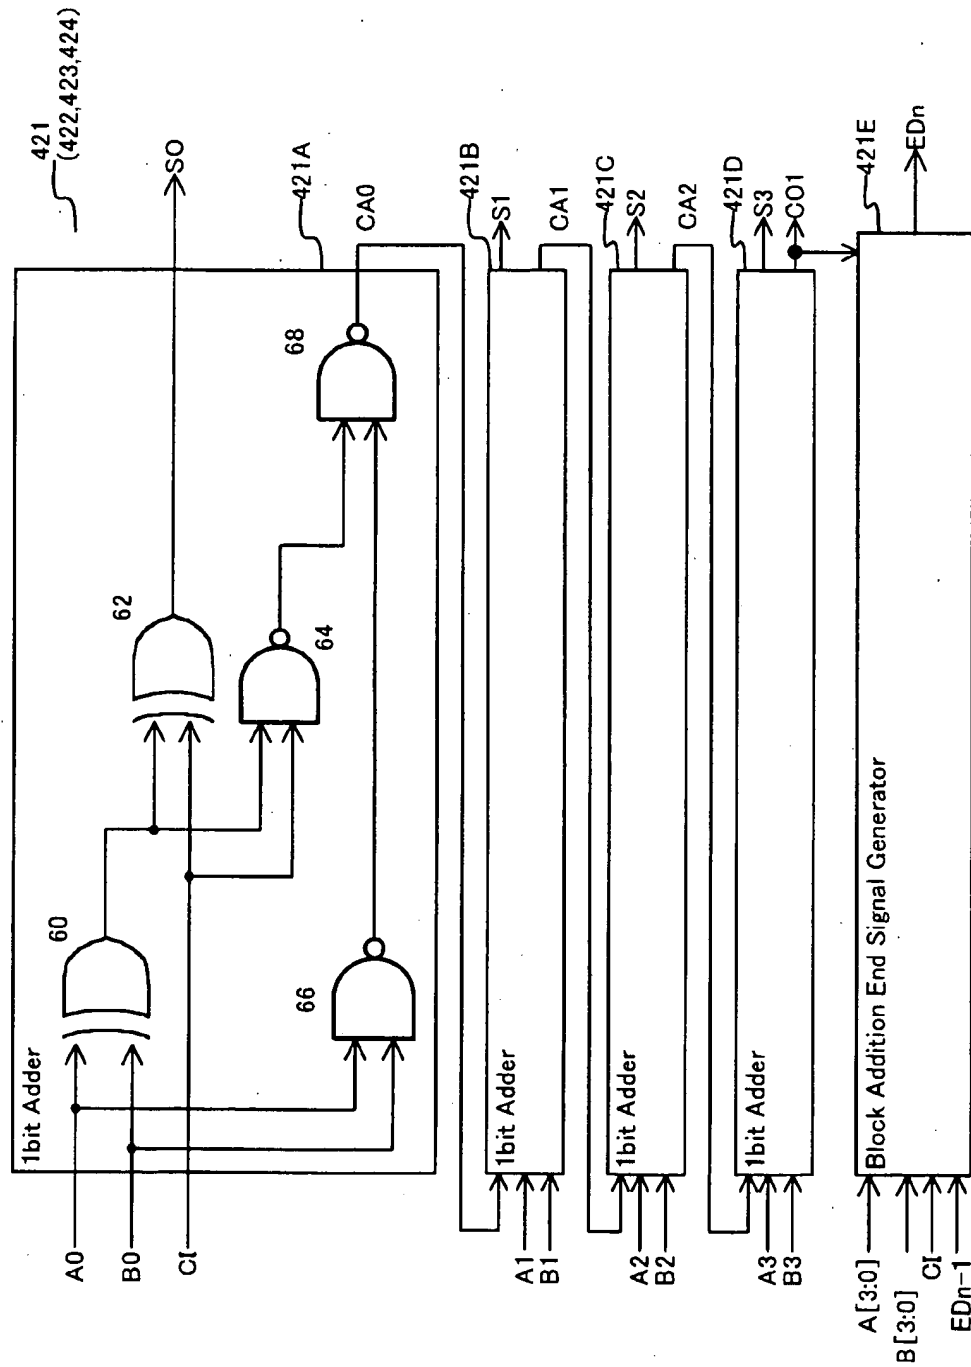 421
(422,423,424)
1bit Adder
A0
B0
CI
60
62
64
66
68
SO
421A
CA0
1bit Adder
A1
B1
421B
S1
CA1
1bit Adder
A2
B2
421C
S2
CA2
1bit Adder
A3
B3
421D
S3
CO1
Block Addition End Signal Generator
A[3:0]
B[3:0]
CI
EDn-1
421E
EDn